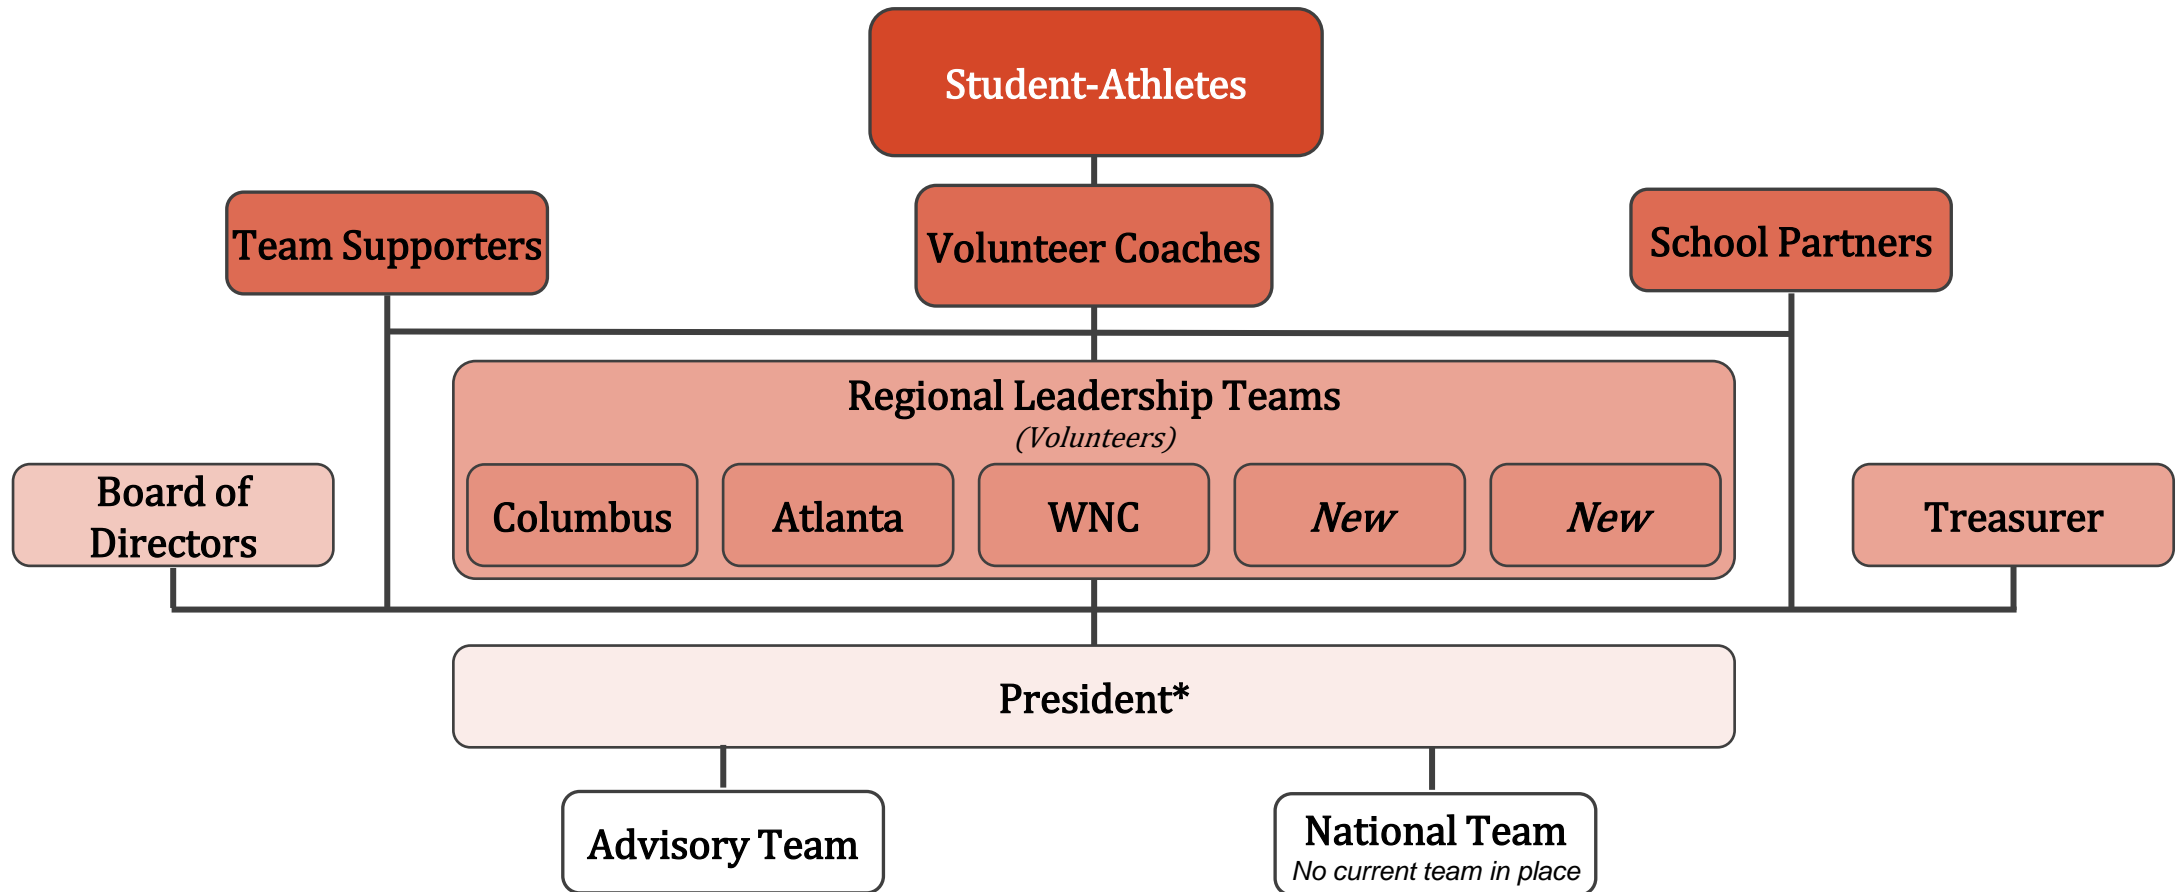 Student-Athletes
Team Supporters
Volunteer Coaches
School Partners
Regional Leadership Teams
(Volunteers)
Board of
Directors
Columbus
Atlanta
WNC
New
New
Treasurer
President*
Advisory Team
National Team
No current team in place